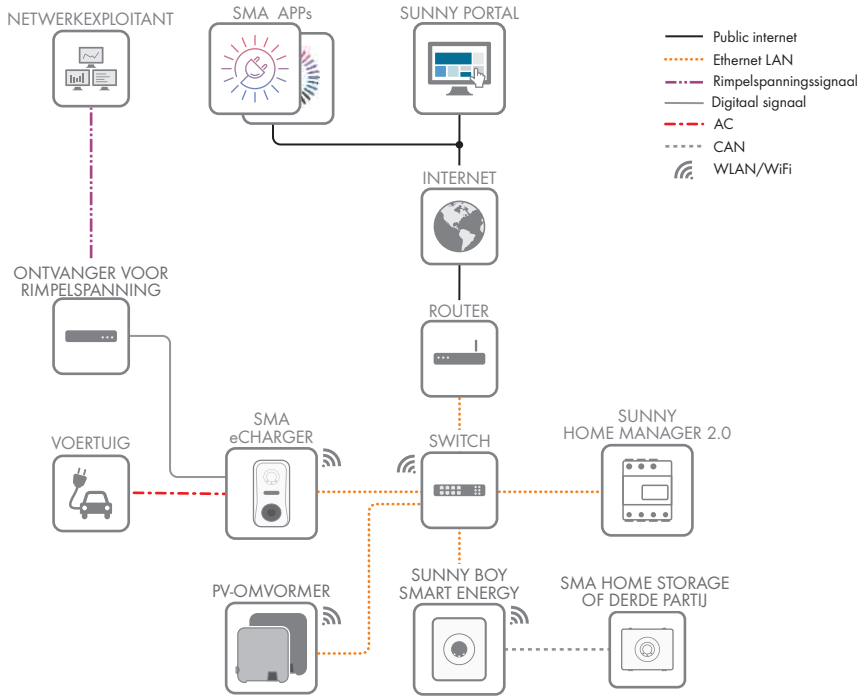 NETWERKEXPLOITANT
SMA APPs
SUNNY PORTAL
Public internet
Ethernet LAN
Rimpelspanningssignaal
Digitaal signaal
AC
CAN
WLAN/WiFi
INTERNET
ONTVANGER VOOR
RIMPELSPANNING
ROUTER
VOERTUIG
SMA
eCHARGER
SWITCH
SUNNY
HOME MANAGER 2.0
PV-OMVORMER
SUNNY BOY
SMART ENERGY
SMA HOME STORAGE
OF DERDE PARTIJ